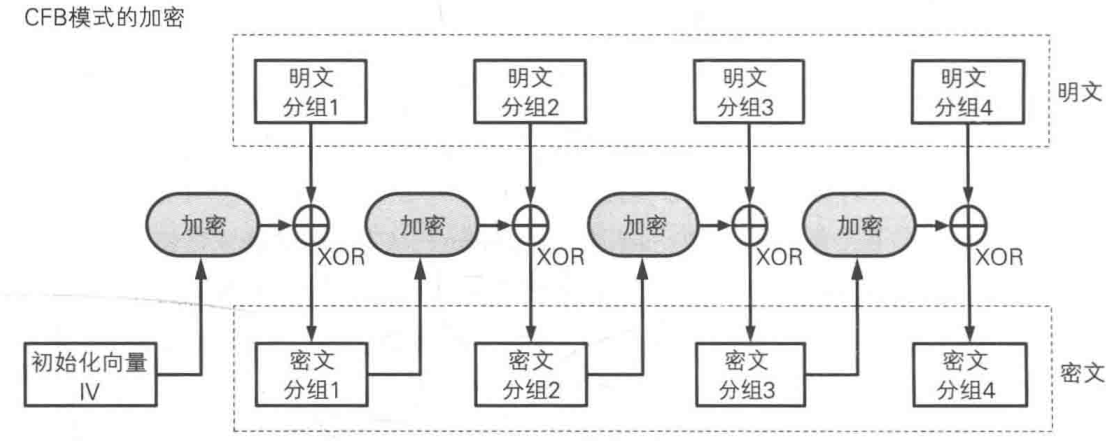 CFB模式的加密
明文
分组1
明文
分组2
明文
分组3
明文
分组4
明文
加密
加密
加密
加密
XOR
XOR
XOR
XOR
初始化向量
IV
密文
分组1
密文
分组2
密文
分组3
密文
分组4
密文